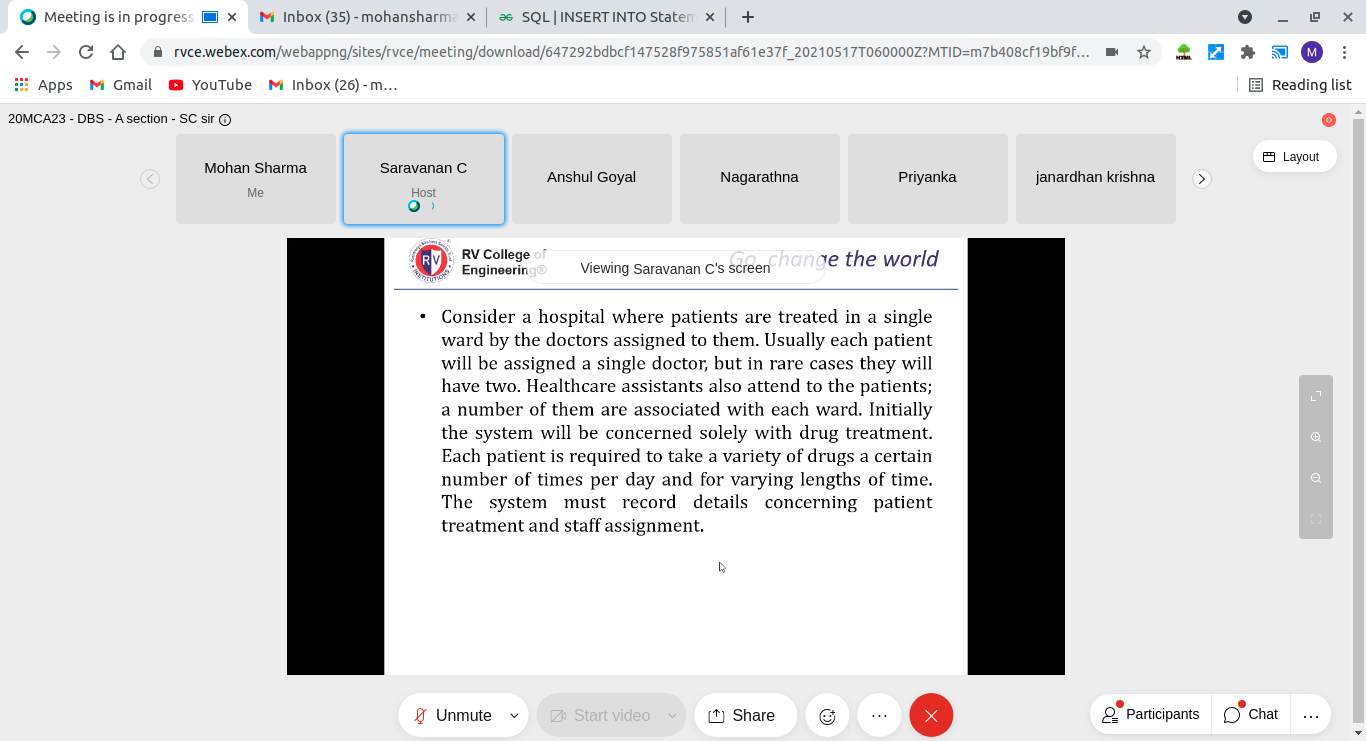 Meeting is in progress
Inbox (35) - mohansharma
SQL | INSERT INTO Statem
rvce.webex.com/webappng/sites/rvce/meeting/download/647292bdbcf147528f975851af61e37f_20210517T060000Z?MTID=m7b408cf19bf9f...
HTML
M
Apps
Gmail
YouTube
Inbox (26) - m...
Reading list
20MCA23 - DBS - A section - SC sir
Layout
Mohan Sharma
Me
Saravanan C
Host
Anshul Goyal
Nagarathna
Priyanka
janardhan krishna
RV
INSTITUTIONS
RV College of
Engineering®
Go, change the world
Viewing Saravanan C's screen
• Consider a hospital where patients are treated in a single
ward by the doctors assigned to them. Usually each patient
will be assigned a single doctor, but in rare cases they will
have two. Healthcare assistants also attend to the patients;
a number of them are associated with each ward. Initially
the system will be concerned solely with drug treatment.
Each patient is required to take a variety of drugs a certain
number of times per day and for varying lengths of time.
The system must record details concerning patient
treatment and staff assignment.
Unmute
Start video
Share
Participants
Chat